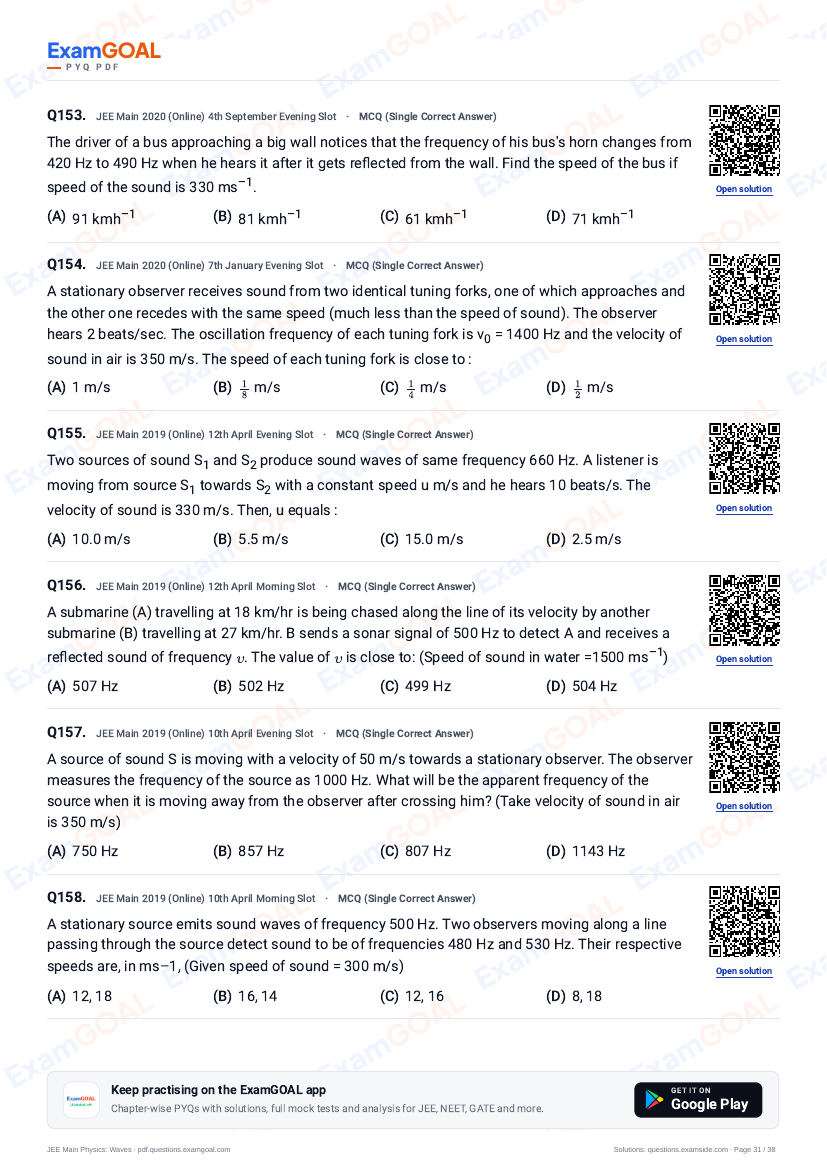 ExamGOAL
PYQ PDF
Q153. JEE Main 2020 (Online) 4th September Evening Slot · MCQ (Single Correct Answer)
The driver of a bus approaching a big wall notices that the frequency of his bus's horn changes from
420 Hz to 490 Hz when he hears it after it gets reflected from the wall. Find the speed of the bus if
speed of the sound is 330 ms⁻¹.
Open solution
(A) 91 kmh⁻¹ (B) 81 kmh⁻¹ (C) 61 kmh⁻¹ (D) 71 kmh⁻¹
Q154. JEE Main 2020 (Online) 7th January Evening Slot · MCQ (Single Correct Answer)
A stationary observer receives sound from two identical tuning forks, one of which approaches and
the other one recedes with the same speed (much less than the speed of sound). The observer
hears 2 beats/sec. The oscillation frequency of each tuning fork is v₀ = 1400 Hz and the velocity of
sound in air is 350 m/s. The speed of each tuning fork is close to :
Open solution
(A) 1 m/s (B) 1/8 m/s (C) 1/4 m/s (D) 1/2 m/s
Q155. JEE Main 2019 (Online) 12th April Evening Slot · MCQ (Single Correct Answer)
Two sources of sound S₁ and S₂ produce sound waves of same frequency 660 Hz. A listener is
moving from source S₁ towards S₂ with a constant speed u m/s and he hears 10 beats/s. The
velocity of sound is 330 m/s. Then, u equals :
Open solution
(A) 10.0 m/s (B) 5.5 m/s (C) 15.0 m/s (D) 2.5 m/s
Q156. JEE Main 2019 (Online) 12th April Morning Slot · MCQ (Single Correct Answer)
A submarine (A) travelling at 18 km/hr is being chased along the line of its velocity by another
submarine (B) travelling at 27 km/hr. B sends a sonar signal of 500 Hz to detect A and receives a
reflected sound of frequency υ. The value of υ is close to: (Speed of sound in water =1500 ms⁻¹)
Open solution
(A) 507 Hz (B) 502 Hz (C) 499 Hz (D) 504 Hz
Q157. JEE Main 2019 (Online) 10th April Evening Slot · MCQ (Single Correct Answer)
A source of sound S is moving with a velocity of 50 m/s towards a stationary observer. The observer
measures the frequency of the source as 1000 Hz. What will be the apparent frequency of the
source when it is moving away from the observer after crossing him? (Take velocity of sound in air
is 350 m/s)
Open solution
(A) 750 Hz (B) 857 Hz (C) 807 Hz (D) 1143 Hz
Q158. JEE Main 2019 (Online) 10th April Morning Slot · MCQ (Single Correct Answer)
A stationary source emits sound waves of frequency 500 Hz. Two observers moving along a line
passing through the source detect sound to be of frequencies 480 Hz and 530 Hz. Their respective
speeds are, in ms−1, (Given speed of sound = 300 m/s)
Open solution
(A) 12, 18 (B) 16, 14 (C) 12, 16 (D) 8, 18
ExamGOAL
Keep practising on the ExamGOAL app
Chapter-wise PYQs with solutions, full mock tests and analysis for JEE, NEET, GATE and more.
GET IT ON
Google Play
JEE Main Physics: Waves · pdf.questions.examgoal.com
Solutions: questions.examside.com · Page 31 / 38